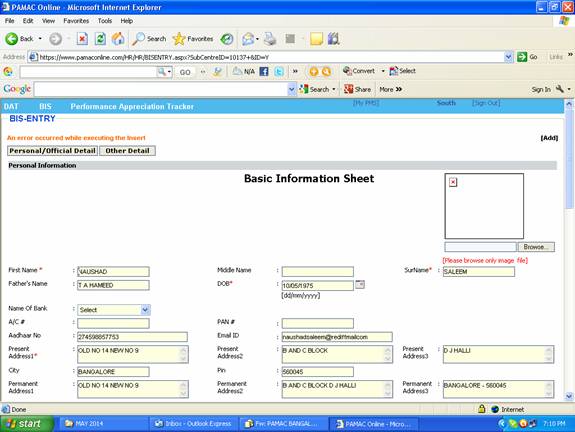 PAMAC Online - Microsoft Internet Explorer
File Edit View Favorites Tools Help
Back Search Favorites
Address https://www.pamaconline.com/HR/HR/BISENTRY.aspx?SubCentreID=10137+&ID=Y Go Links
GO N/A Convert Select
Google Search Share More >> Sign In
DAT BIS Performance Appreciation Tracker [My PMS] South [Sign Out]
BIS-ENTRY
An error occurred while executing the Insert [Add]
Personal/Official Detail Other Detail
Personal Information
Basic Information Sheet
Browse...
[Please browse only image file]
First Name * : NAUSHAD Middle Name : SurName* : SALEEM
Father's Name : T A HAMEED DOB* : 10/05/1975
[dd/mm/yyyy]
Name Of Bank : Select
A/C # : PAN # :
Aadhaar No : 274598857753 Email ID : naushadsaleem@rediffmailcom
Present Address1* : OLD NO 14 NEW NO 9 Present Address2 : B AND C BLOCK Present Address3 : D J HALLI
City : BANGALORE Pin : 560045
Permanent Address1 : OLD NO 14 NEW NO 9 Permanent Address2 : B AND C BLOCK D J HALLI Permanent Address3 : BANGALORE - 560045
Done Internet
start MAY 2014 Inbox - Outlook Express Fw: PAMAC BANGAL... PAMAC Online - Micro... 7:10 PM